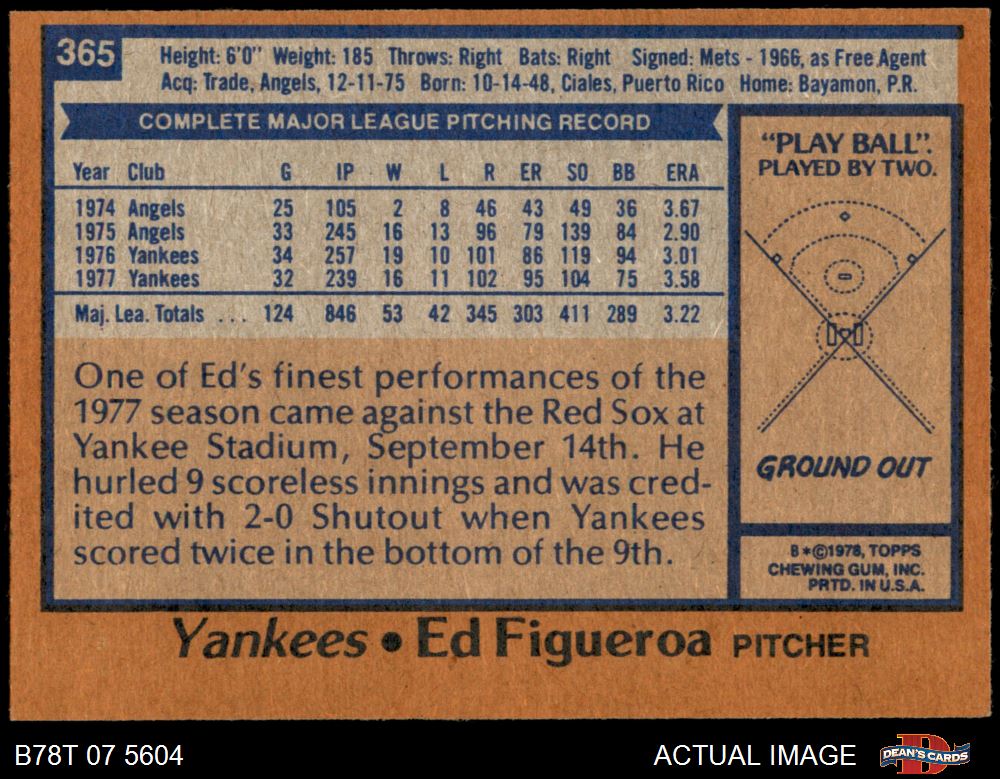 365
Height: 6'0" Weight: 185 Throws: Right Bats: Right Signed: Mets - 1966, as Free Agent
Acq: Trade, Angels, 12-11-75 Born: 10-14-48, Ciales, Puerto Rico Home: Bayamon, P.R.
COMPLETE MAJOR LEAGUE PITCHING RECORD
Year Club G IP W L R ER SO BB ERA
1974 Angels 25 105 2 8 46 43 49 36 3.67
1975 Angels 33 245 16 13 96 79 139 84 2.90
1976 Yankees 34 257 19 10 101 86 119 94 3.01
1977 Yankees 32 239 16 11 102 95 104 75 3.58
Maj. Lea. Totals ... 124 846 53 42 345 303 411 289 3.22
One of Ed's finest performances of the
1977 season came against the Red Sox at
Yankee Stadium, September 14th. He
hurled 9 scoreless innings and was cred-
ited with 2-0 Shutout when Yankees
scored twice in the bottom of the 9th.
"PLAY BALL".
PLAYED BY TWO.
GROUND OUT
B*©1978, TOPPS
CHEWING GUM, INC.
PRTD. IN U.S.A.
Yankees • Ed Figueroa PITCHER
B78T 07 5604
ACTUAL IMAGE
D
DEAN'S CARDS